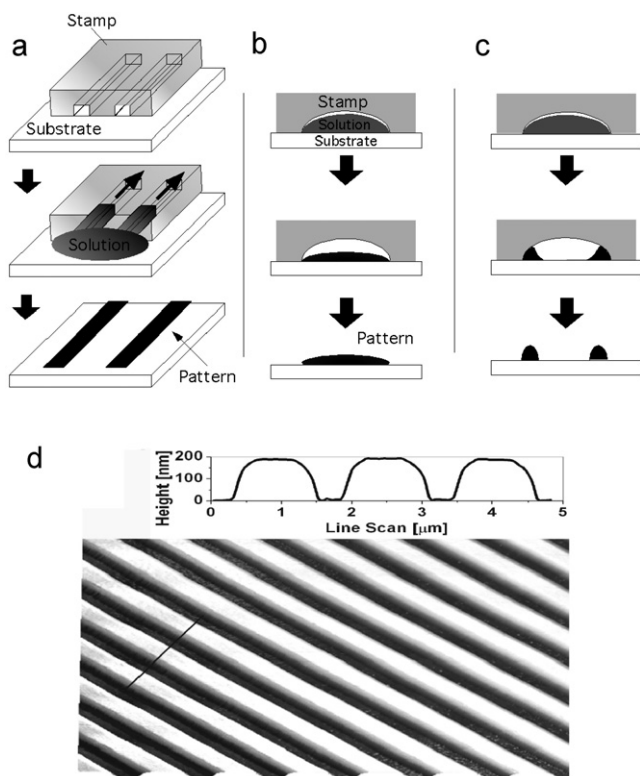 a
Stamp
Substrate
Solution
Pattern
b
Stamp
Solution
Substrate
Pattern
c
d
Height [nm]
200
100
0
0 1 2 3 4 5
Line Scan [μm]